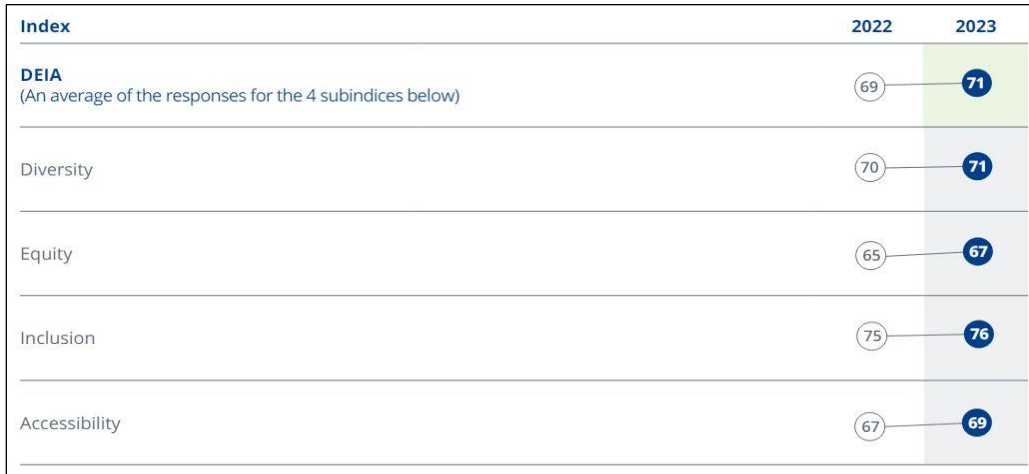 Index 2022 2023
DEIA
(An average of the responses for the 4 subindices below)
69 71
Diversity 70 71
Equity 65 67
Inclusion 75 76
Accessibility 67 69